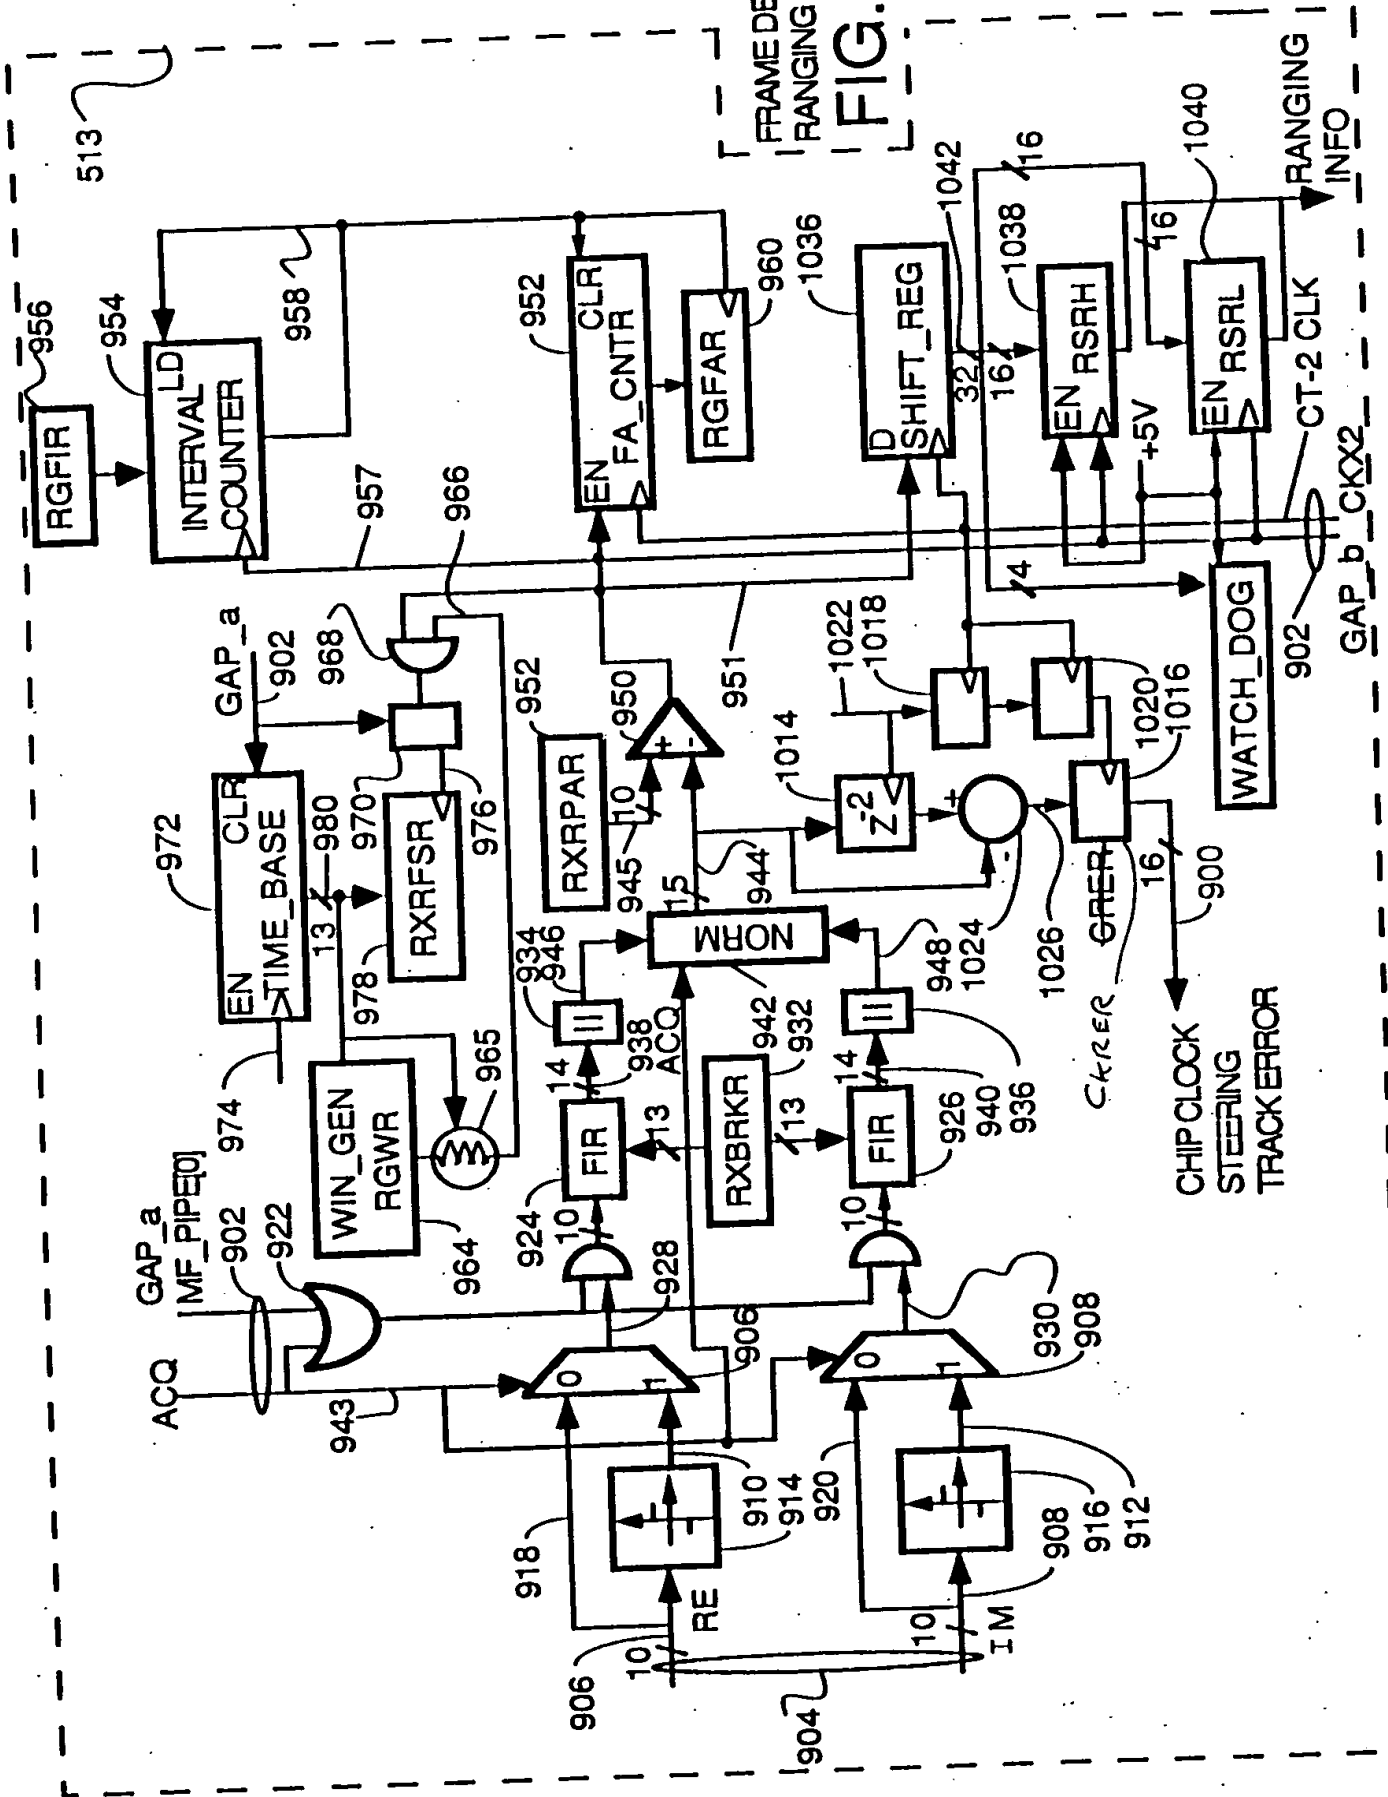 FRAME DE
RANGING
FIG.
513
956
RGFIR
954
LD
INTERVAL
COUNTER
958
957
966
952
CLR
EN
FA_CNTR
RGFAR
960
1036
D
SHIFT_REG
1042
32
16
16
1038
EN
RSRH
16
1040
EN
RSRL
+5V
RANGING
INFO
CT-2 CLK
CKX2
GAP_b
902
4
WATCH_DOG
GAP_a
902
968
972
CLR
EN
TIME_BASE
980
13
970
976
978
RXRFSR
974
WIN_GEN
RGWR
965
964
952
RXRPAR
945
10
950
+
-
951
15
944
NORM
942
934
946
938
ACQ
14
FIR
924
13
RXBRKR
932
13
14
FIR
926
940
936
948
1024
1014
Z-2
1022
1018
1020
1016
+
-
1026
GRER
CKRER
16
900
CHIP CLOCK
STEERING
TRACK ERROR
GAP_a
MF_PIPE[0]
902
922
ACQ
943
10
928
906
0
1
10
930
908
0
1
918
910
914
920
908
916
912
906
10
RE
10
IM
904